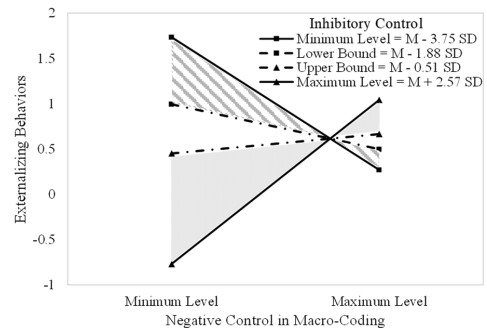 Inhibitory Control
Minimum Level = M - 3.75 SD
Lower Bound = M - 1.88 SD
Upper Bound = M - 0.51 SD
Maximum Level = M + 2.57 SD
Externalizing Behaviors
2
1.5
1
0.5
0
-0.5
-1
Minimum Level
Maximum Level
Negative Control in Macro-Coding